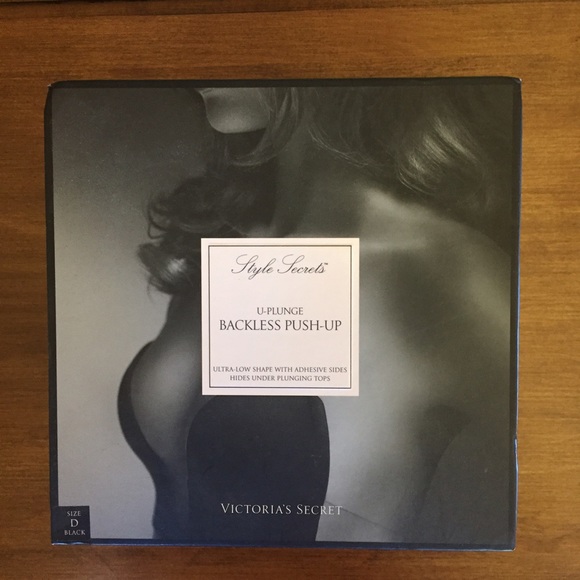 Style Secrets™
U-PLUNGE
BACKLESS PUSH-UP
ULTRA-LOW SHAPE WITH ADHESIVE SIDES
HIDES UNDER PLUNGING TOPS
VICTORIA'S SECRET
SIZE
D
BLACK